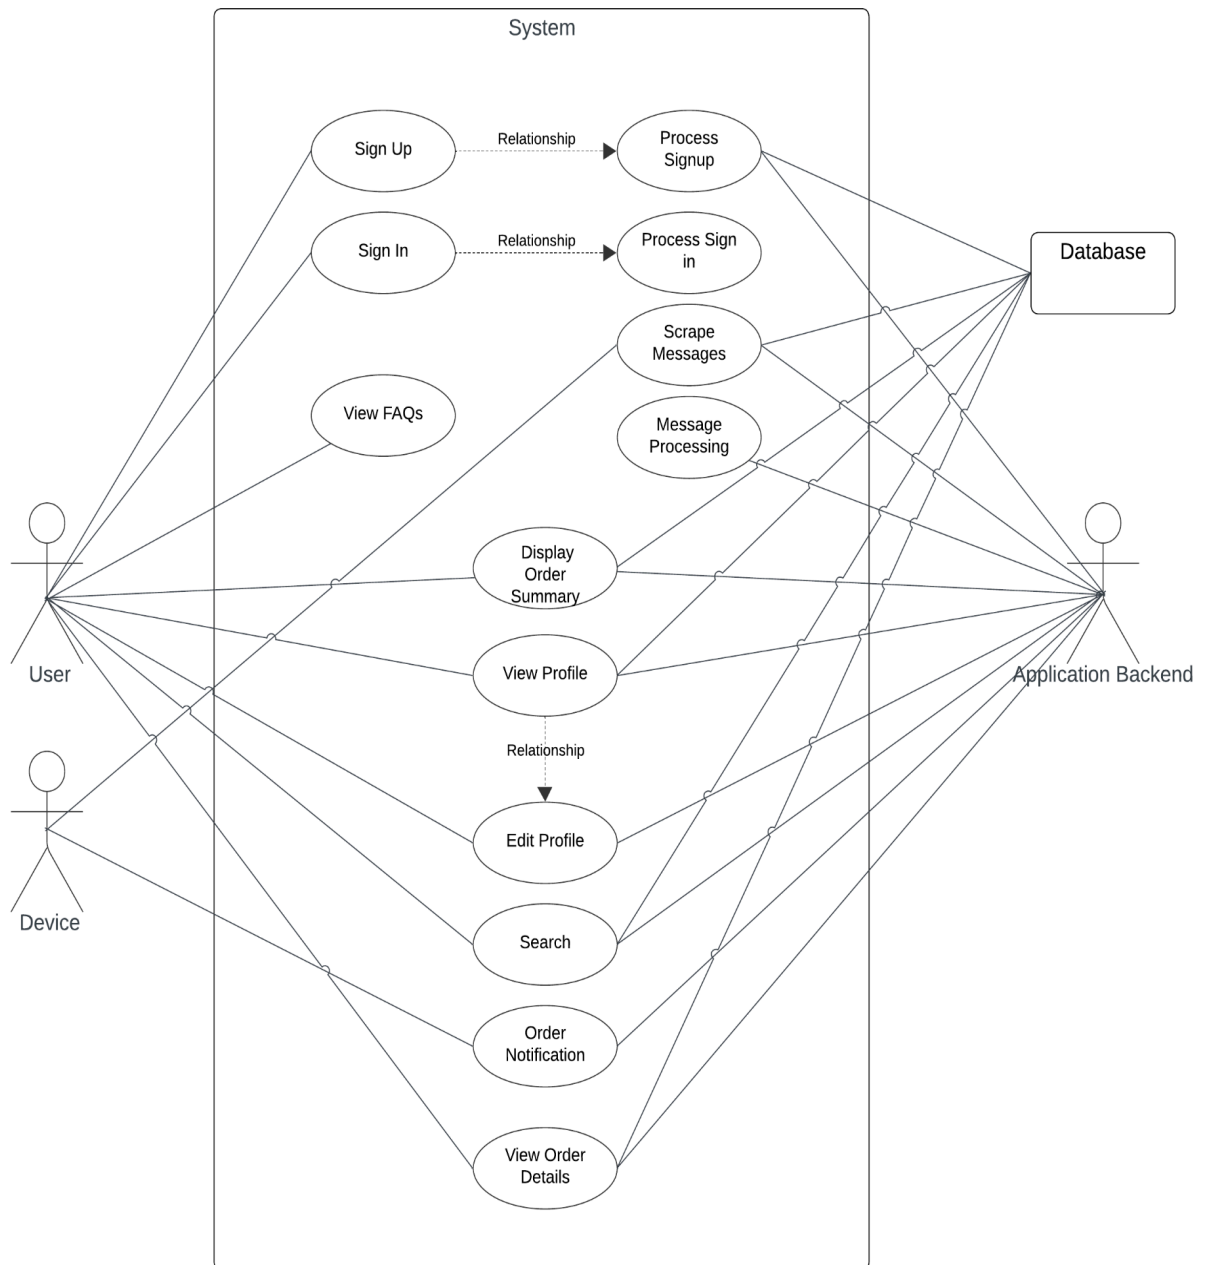 System
Sign Up
Relationship
Process
Signup
Sign In
Relationship
Process Sign
in
Database
Scrape
Messages
View FAQs
Message
Processing
Display
Order
Summary
User
View Profile
Application Backend
Relationship
Edit Profile
Device
Search
Order
Notification
View Order
Details